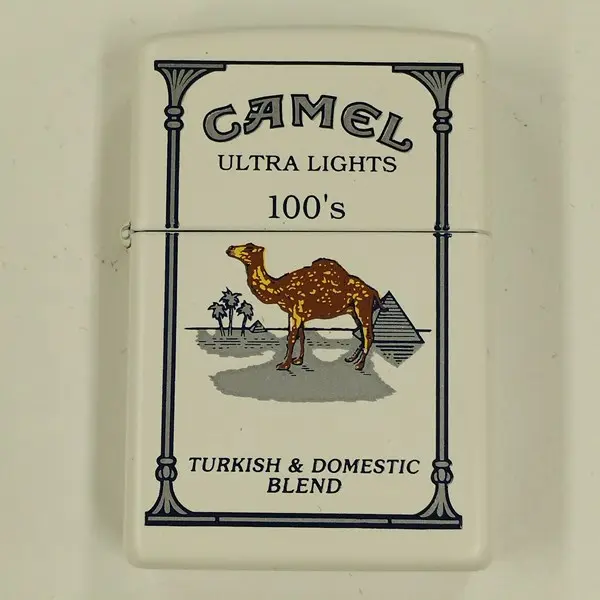 CAMEL
ULTRA LIGHTS
100's
TURKISH & DOMESTIC
BLEND